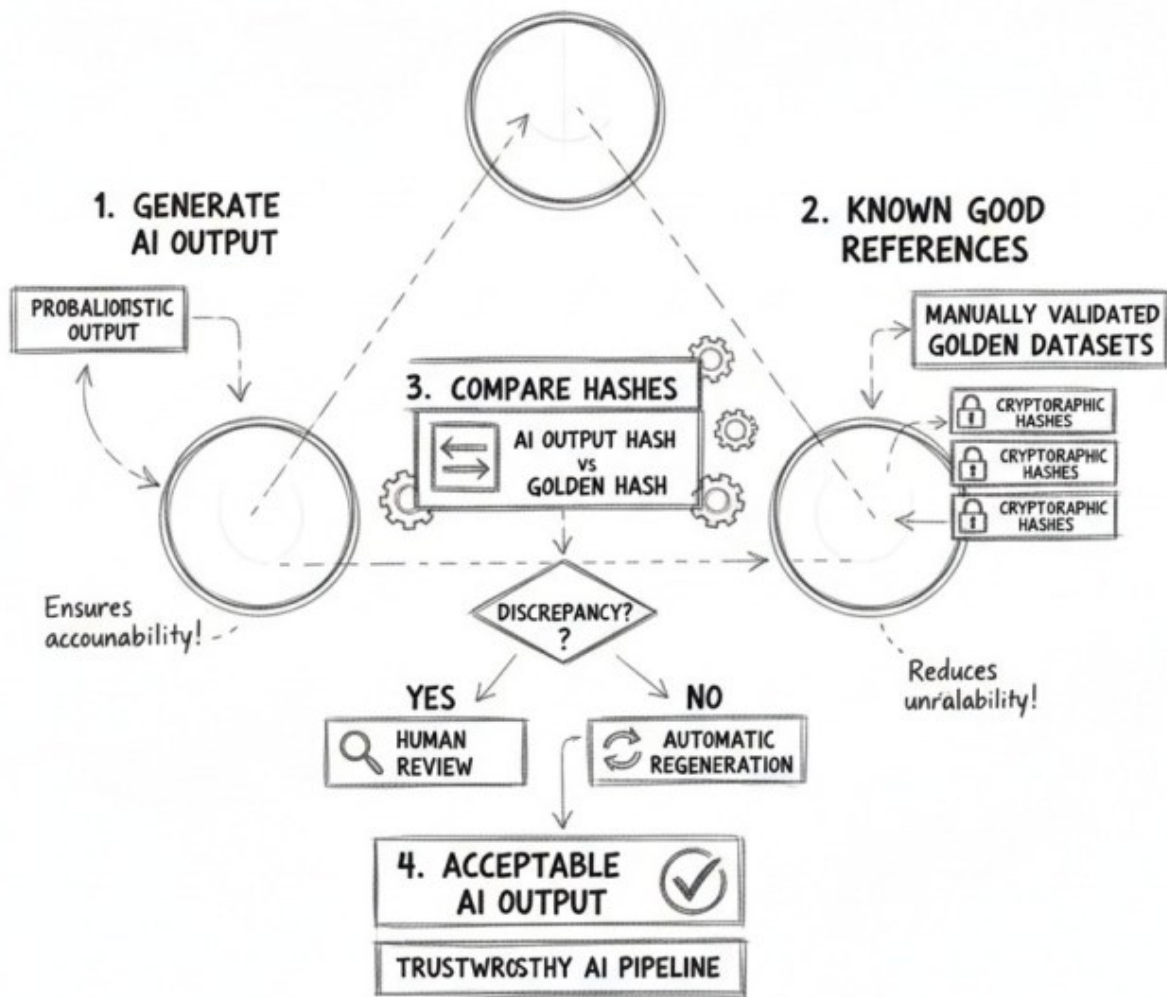 1. GENERATE
AI OUTPUT
2. KNOWN GOOD
REFERENCES
PROBALIOTISTIC
OUTPUT
MANUALLY VALIDATED
GOLDEN DATASETS
3. COMPARE HASHES
AI OUTPUT HASH
VS
GOLDEN HASH
CRYPTORAPHIC
HASHES
CRYPTORAPHIC
HASHES
CRYPTORAPHIC
HASHES
Ensures
accounability!
DISCREPANCY?
?
Reduces
YES
NO
HUMAN
REVIEW
AUTOMATIC
REGENERATION
4. ACCEPTABLE
AI OUTPUT
TRUSTWROSTHY AI PIPELINE